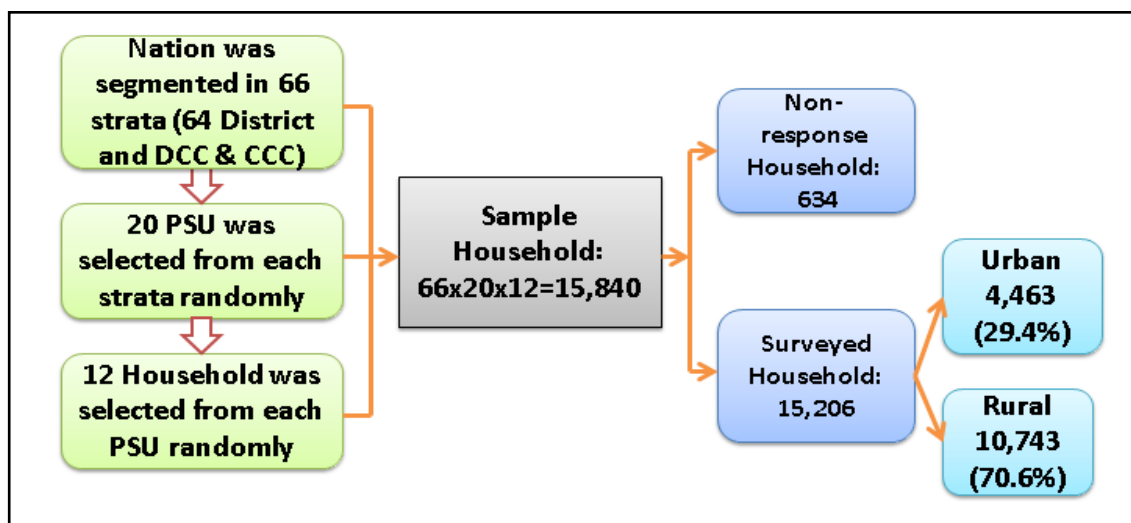 Nation was
segmented in 66
strata (64 District
and DCC & CCC)
20 PSU was
selected from each
strata randomly
12 Household was
selected from each
PSU randomly
Sample
Household:
66x20x12=15,840
Non-
response
Household:
634
Surveyed
Household:
15,206
Urban
4,463
(29.4%)
Rural
10,743
(70.6%)